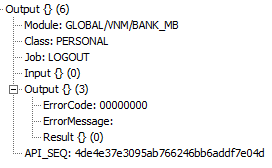 Output {} (6)
Module: GLOBAL/VNM/BANK_MB
Class: PERSONAL
Job: LOGOUT
Input {} (0)
Output {} (3)
ErrorCode: 00000000
ErrorMessage:
Result {} (0)
API_SEQ: 4de4e37e3095ab766246bb6addf7e04d